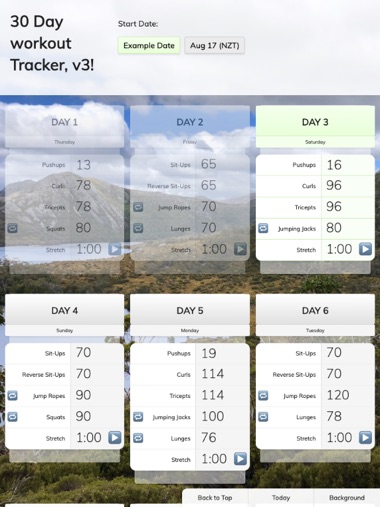 30 Day
workout
Tracker, v3!
Start Date:
Example Date
Aug 17 (NZT)
DAY 1
Thursday
Pushups 13
Curls 78
Tricepts 78
Squats 80
Stretch 1:00
DAY 2
Friday
Sit-Ups 65
Reverse Sit-Ups 65
Jump Ropes 70
Lunges 70
Stretch 1:00
DAY 3
Saturday
Pushups 16
Curls 96
Tricepts 96
Jumping Jacks 80
Stretch 1:00
DAY 4
Sunday
Sit-Ups 70
Reverse Sit-Ups 70
Jump Ropes 90
Squats 90
Stretch 1:00
DAY 5
Monday
Pushups 19
Curls 114
Tricepts 114
Jumping Jacks 100
Lunges 76
Stretch 1:00
DAY 6
Tuesday
Sit-Ups 70
Reverse Sit-Ups 70
Jump Ropes 120
Lunges 78
Stretch 1:00
Back to Top
Today
Background